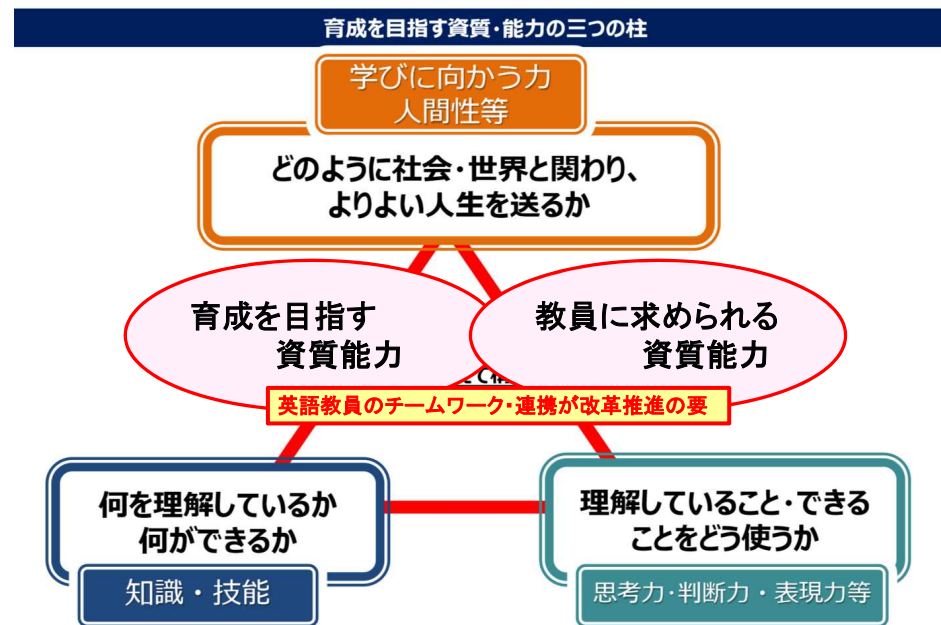 育成を目指す資質・能力の三つの柱
学びに向かう力
人間性等
どのように社会・世界と関わり、
よりよい人生を送るか
育成を目指す
資質能力
教員に求められる
資質能力
英語教員のチームワーク・連携が改革推進の要
何を理解しているか
何ができるか
知識・技能
理解していること・できる
ことをどう使うか
思考力・判断力・表現力等